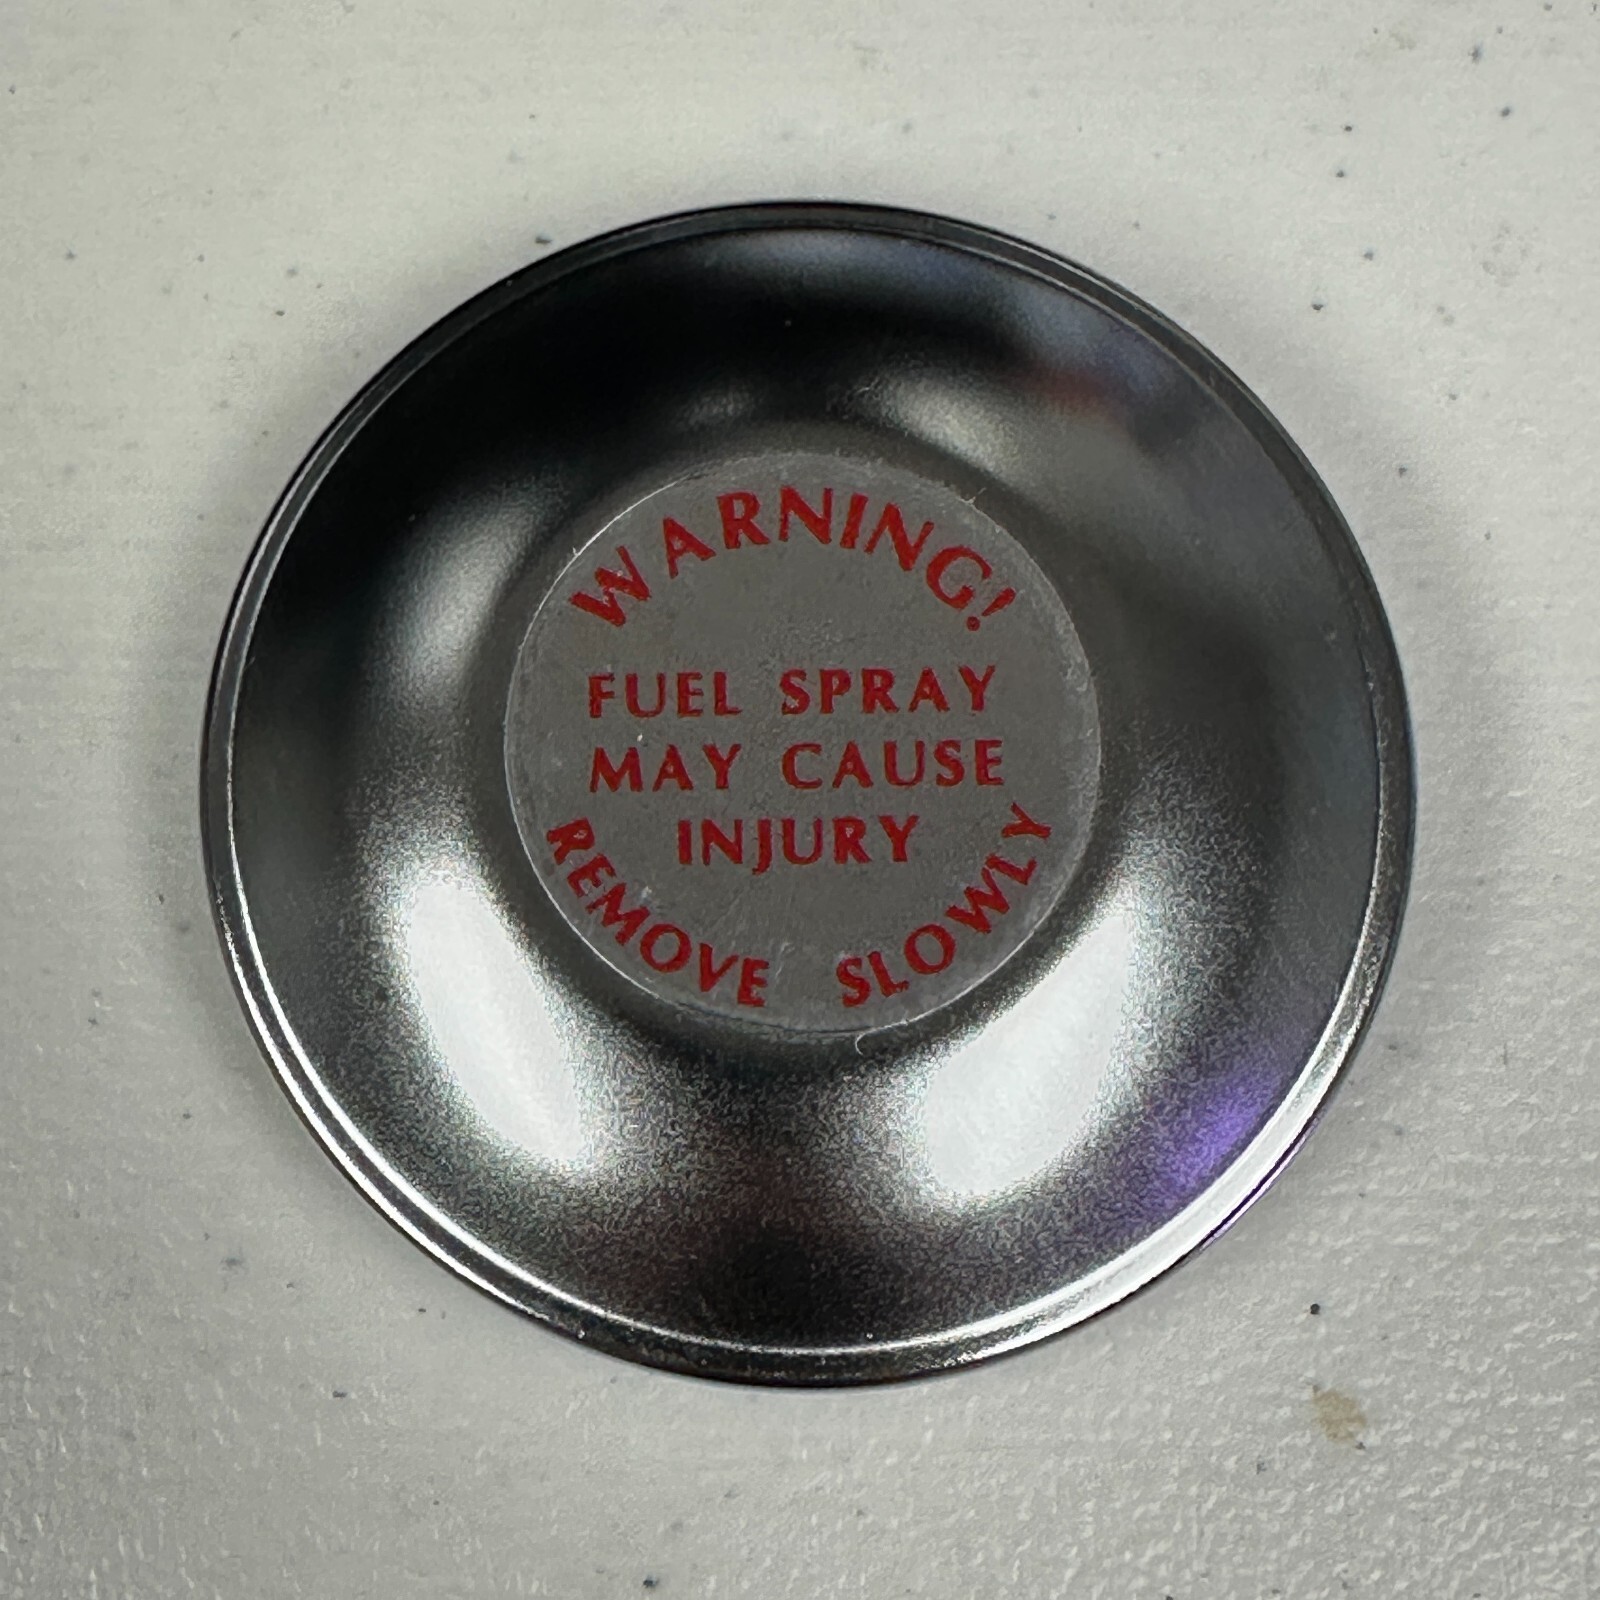 WARNING!
FUEL SPRAY
MAY CAUSE
INJURY
REMOVE SLOWLY